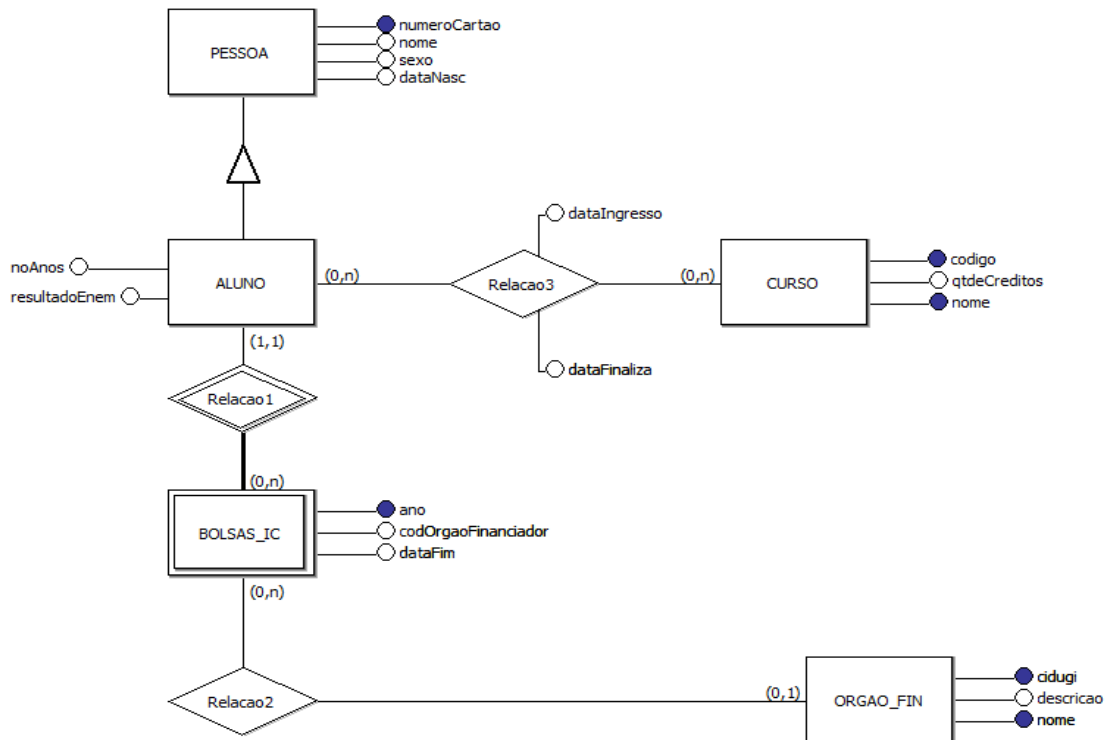 PESSOA
numeroCartao
nome
sexo
dataNasc
noAnos
resultadoEnem
ALUNO
(0,n)
dataIngresso
Relacao3
dataFinaliza
(0,n)
CURSO
codigo
qtdeCreditos
nome
(1,1)
Relacao1
(0,n)
BOLSAS_IC
ano
codOrgaoFinanciador
dataFim
(0,n)
Relacao2
(0,1)
ORGAO_FIN
cidugi
descricao
nome